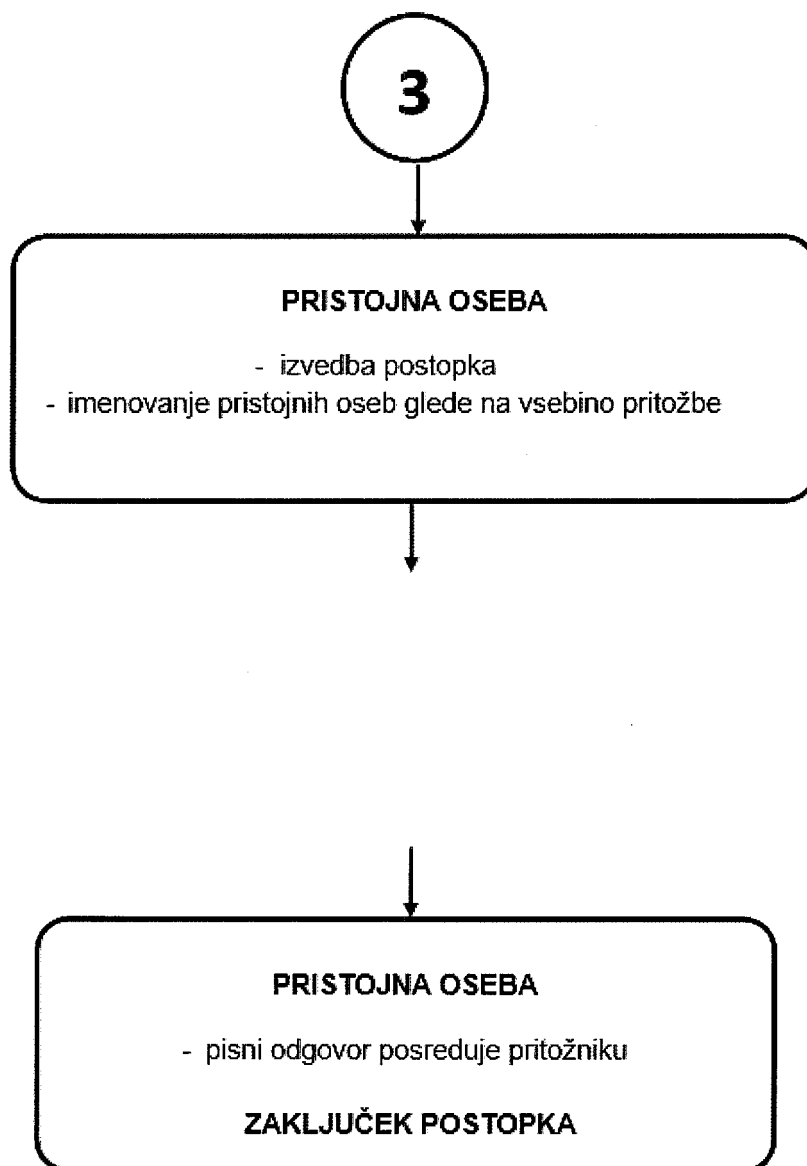 3
PRISTOJNA OSEBA
- izvedba postopka
- imenovanje pristojnih oseb glede na vsebino pritožbe
PRISTOJNA OSEBA
- pisni odgovor posreduje pritožniku
ZAKLJUČEK POSTOPKA